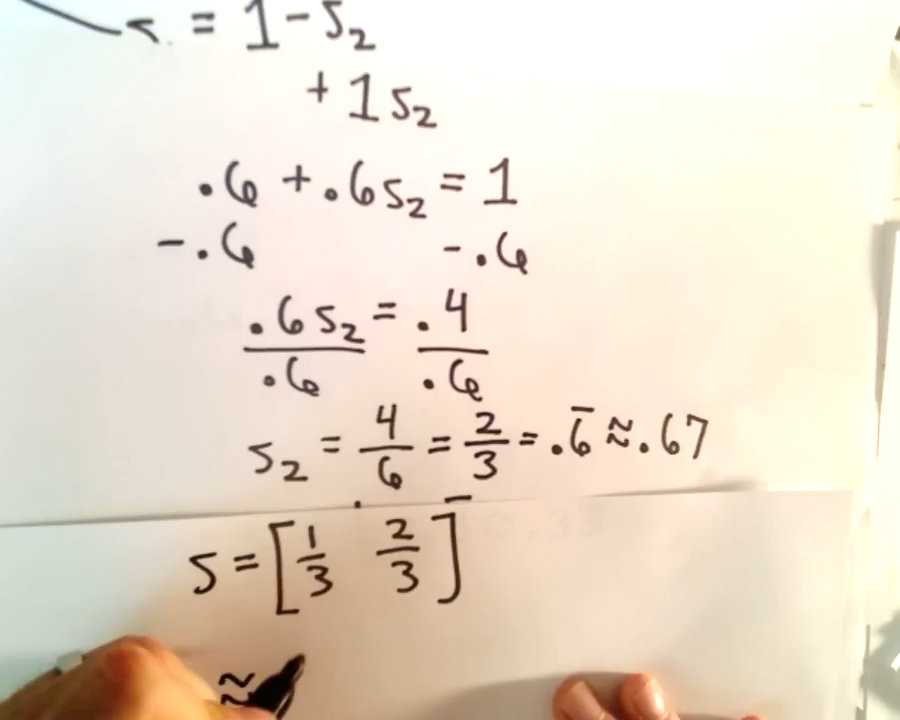 = 1 - s₂
+ 1s₂
.6 + .6s₂ = 1
- .6 - .6
.6s₂/.6 = .4/.6
s₂ = 4/6 = 2/3 = .6̅ ≈ .67
s = [1/3 2/3]
≈